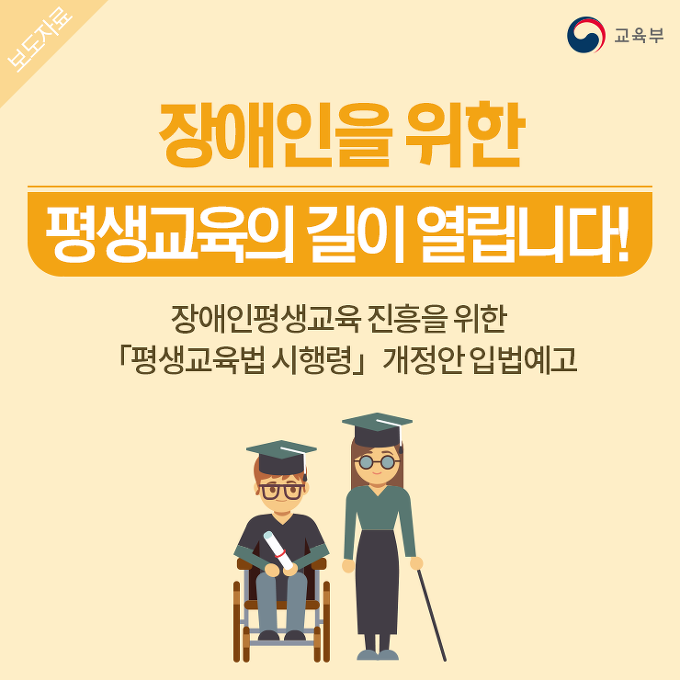 보도자료
교육부
장애인을 위한
평생교육의 길이 열립니다!
장애인평생교육 진흥을 위한
「평생교육법 시행령」 개정안 입법예고